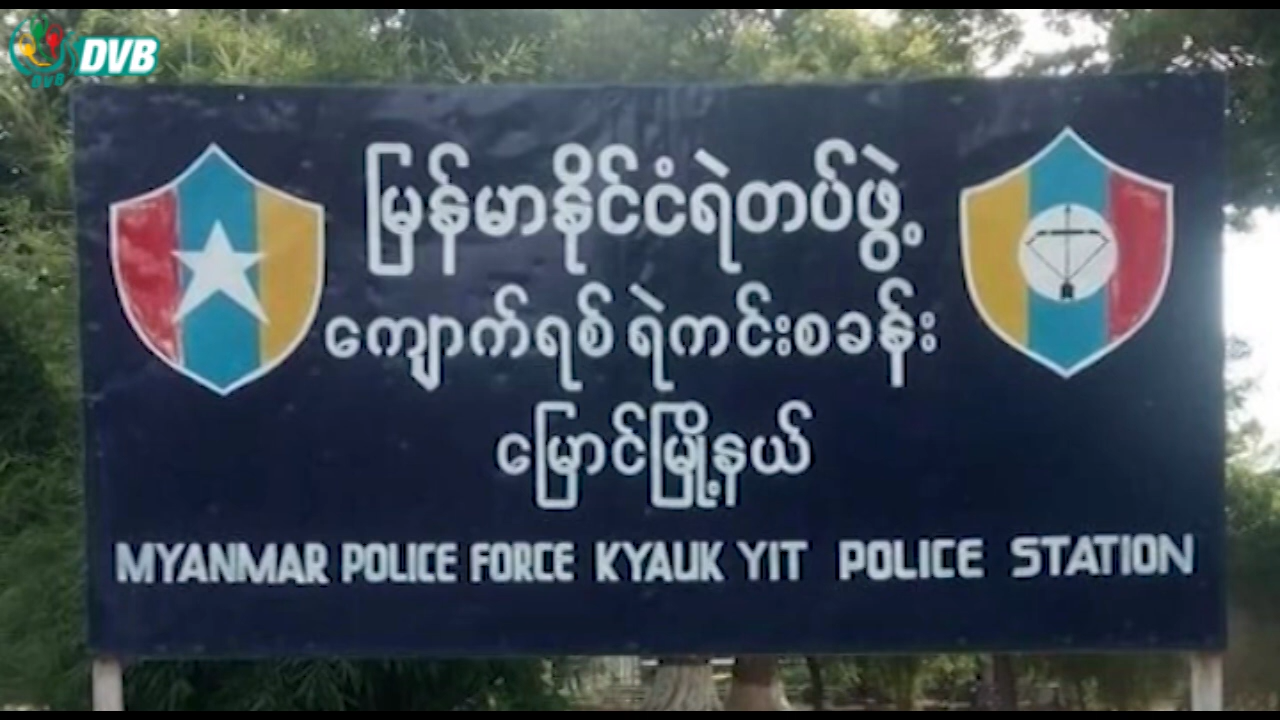 DVB
DVB
မြန်မာနိုင်ငံရဲတပ်ဖွဲ့
ကျောက်ရစ် ရဲကင်းစခန်း
မြောင်မြို့နယ်
MYANMAR POLICE FORCE KYAUK YIT POLICE STATION